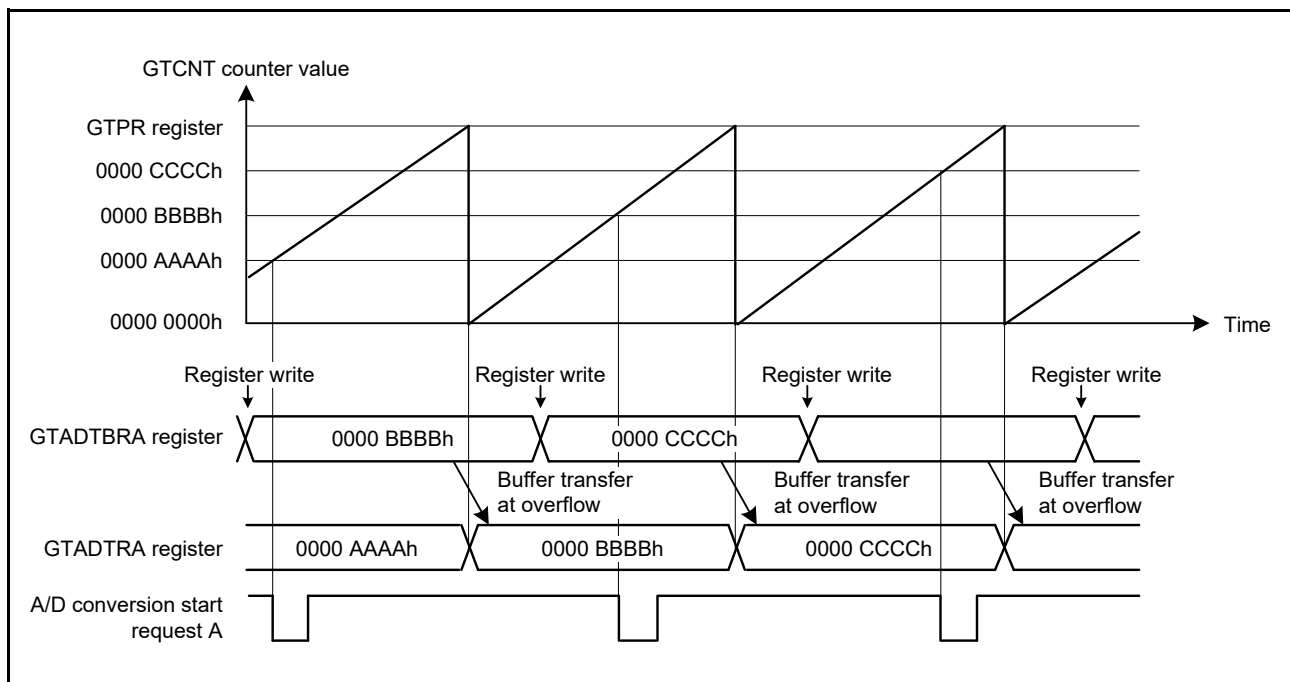 GTCNT counter value
GTPR register
0000 CCCCh
0000 BBBBh
0000 AAAAh
0000 0000h
Time
Register write
Register write
Register write
Register write
GTADTBRA register
0000 BBBBh
0000 CCCCh
Buffer transfer
at overflow
Buffer transfer
at overflow
Buffer transfer
at overflow
GTADTRA register
0000 AAAAh
0000 BBBBh
0000 CCCCh
A/D conversion start
request A